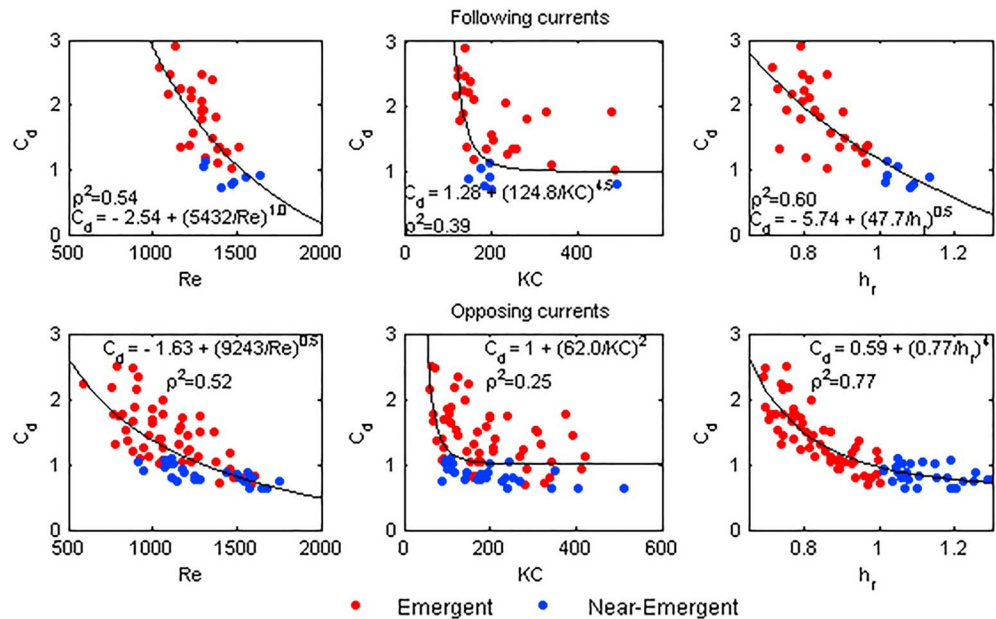 Following currents
3
2
1
0
C_d
ρ²=0.54
C_d = - 2.54 + (5432/Re)^1.0
500 1000 1500 2000
Re
3
2
1
0
C_d
C_d = 1.28 + (124.8/KC)^4.5
ρ²=0.39
0 200 400
KC
3
2
1
0
C_d
ρ²=0.60
C_d = - 5.74 + (47.7/h_r)^0.5
0.8 1 1.2
h_r
Opposing currents
3
2
1
0
C_d
C_d = - 1.63 + (9243/Re)^0.5
ρ²=0.52
500 1000 1500 2000
Re
3
2
1
0
C_d
C_d = 1 + (62.0/KC)^2
ρ²=0.25
0 200 400 600
KC
3
2
1
0
C_d
C_d = 0.59 + (0.77/h_r)^4
ρ²=0.77
0.8 1 1.2
h_r
Emergent Near-Emergent